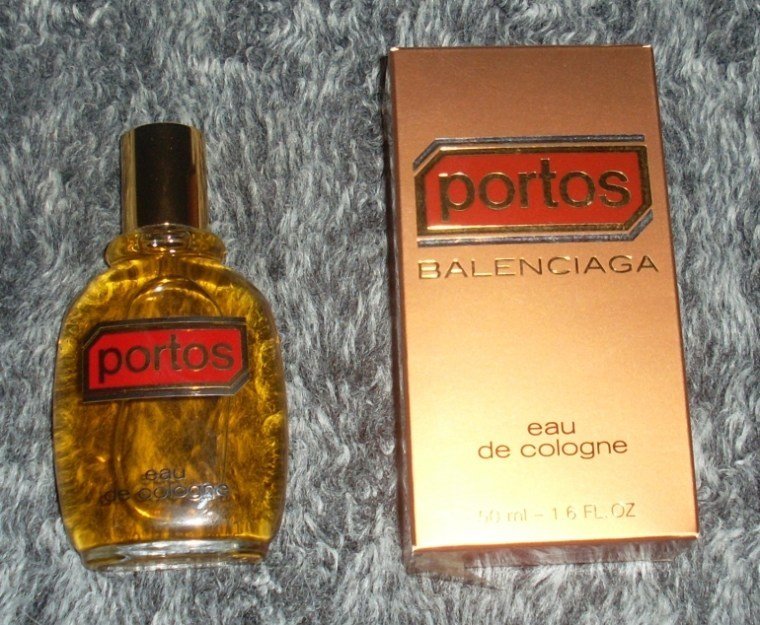 portos
eau
de cologne
portos
BALENCIAGA
eau
de cologne
50 ml - 1.6 FL. OZ